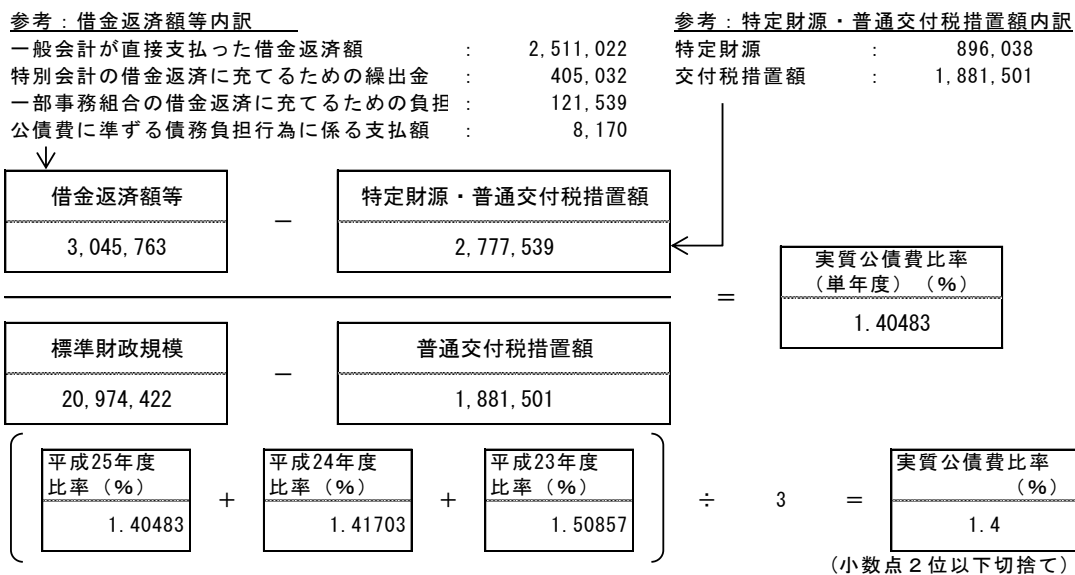 参考：借金返済額等内訳
一般会計が直接支払った借金返済額 ： 2,511,022
特別会計の借金返済に充てるための繰出金 ： 405,032
一部事務組合の借金返済に充てるための負担 ： 121,539
公債費に準ずる債務負担行為に係る支払額 ： 8,170
参考：特定財源・普通交付税措置額内訳
特定財源 ： 896,038
交付税措置額 ： 1,881,501
借金返済額等 － 特定財源・普通交付税措置額
3,045,763 2,777,539
＝ 実質公債費比率
（単年度）（%）
1.40483
標準財政規模 － 普通交付税措置額
20,974,422 1,881,501
平成25年度 平成24年度 平成23年度 実質公債費比率
比率（%） ＋ 比率（%） ＋ 比率（%） ÷ 3 ＝ （%）
1.40483 1.41703 1.50857 1.4
（小数点２位以下切捨て）